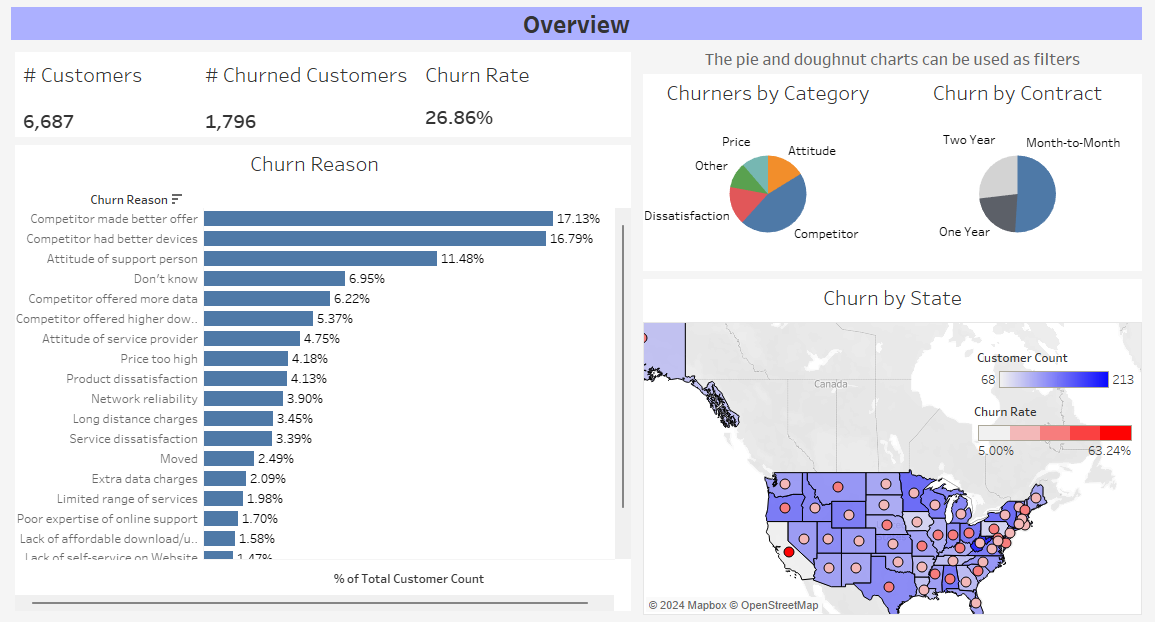 Overview
# Customers
# Churned Customers
Churn Rate
6,687
1,796
26.86%
Churn Reason
Churn Reason
Competitor made better offer 17.13%
Competitor had better devices 16.79%
Attitude of support person 11.48%
Don't know 6.95%
Competitor offered more data 6.22%
Competitor offered higher dow.. 5.37%
Attitude of service provider 4.75%
Price too high 4.18%
Product dissatisfaction 4.13%
Network reliability 3.90%
Long distance charges 3.45%
Service dissatisfaction 3.39%
Moved 2.49%
Extra data charges 2.09%
Limited range of services 1.98%
Poor expertise of online support 1.70%
Lack of affordable download/u.. 1.58%
Lack of self-service on Website 1.47%
% of Total Customer Count
The pie and doughnut charts can be used as filters
Churners by Category
Price
Attitude
Other
Dissatisfaction
Competitor
Churn by Contract
Two Year
Month-to-Month
One Year
Churn by State
Canada
Customer Count
68 213
Churn Rate
5.00% 63.24%
© 2024 Mapbox © OpenStreetMap